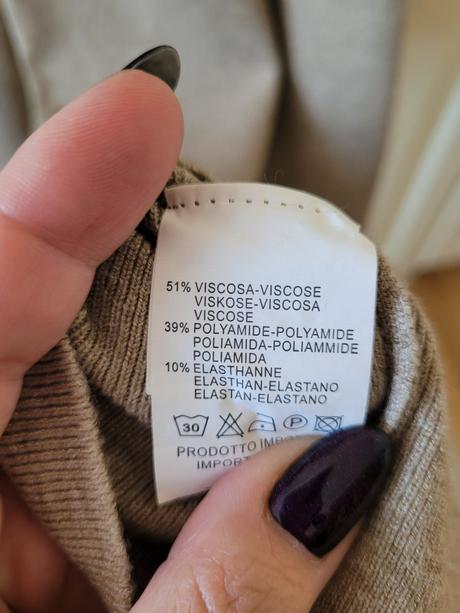 51% VISCOSA-VISCOSE
VISKOSE-VISCOSA
VISCOSE
39% POLYAMIDE-POLYAMIDE
POLIAMIDA-POLIAMMIDE
POLIAMIDA
10% ELASTHANNE
ELASTHAN-ELASTANO
ELASTAN-ELASTANO
30 P
PRODOTTO